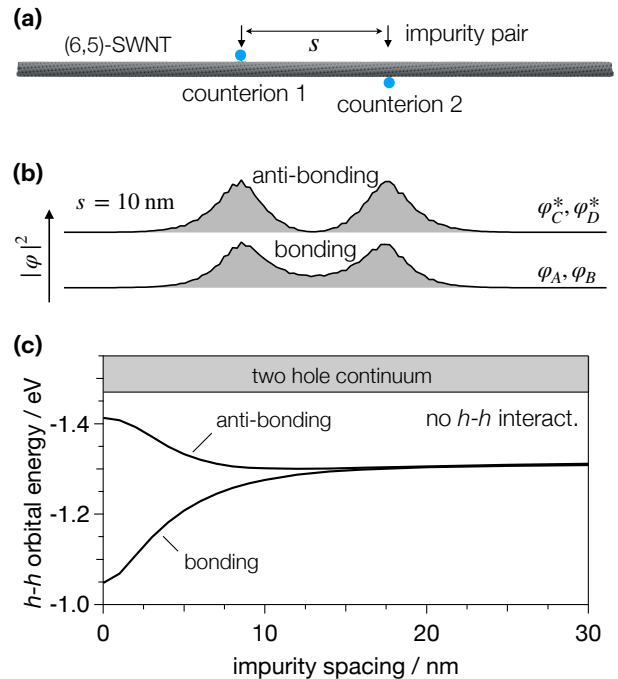 (a)
(6,5)-SWNT
s
impurity pair
counterion 1
counterion 2
(b)
s = 10 nm
anti-bonding
φ*C, φ*D
|φ|²
bonding
φA, φB
(c)
two hole continuum
-1.4
anti-bonding
no h-h interact.
h-h orbital energy / eV
-1.2
bonding
-1.0
0
10
20
30
impurity spacing / nm